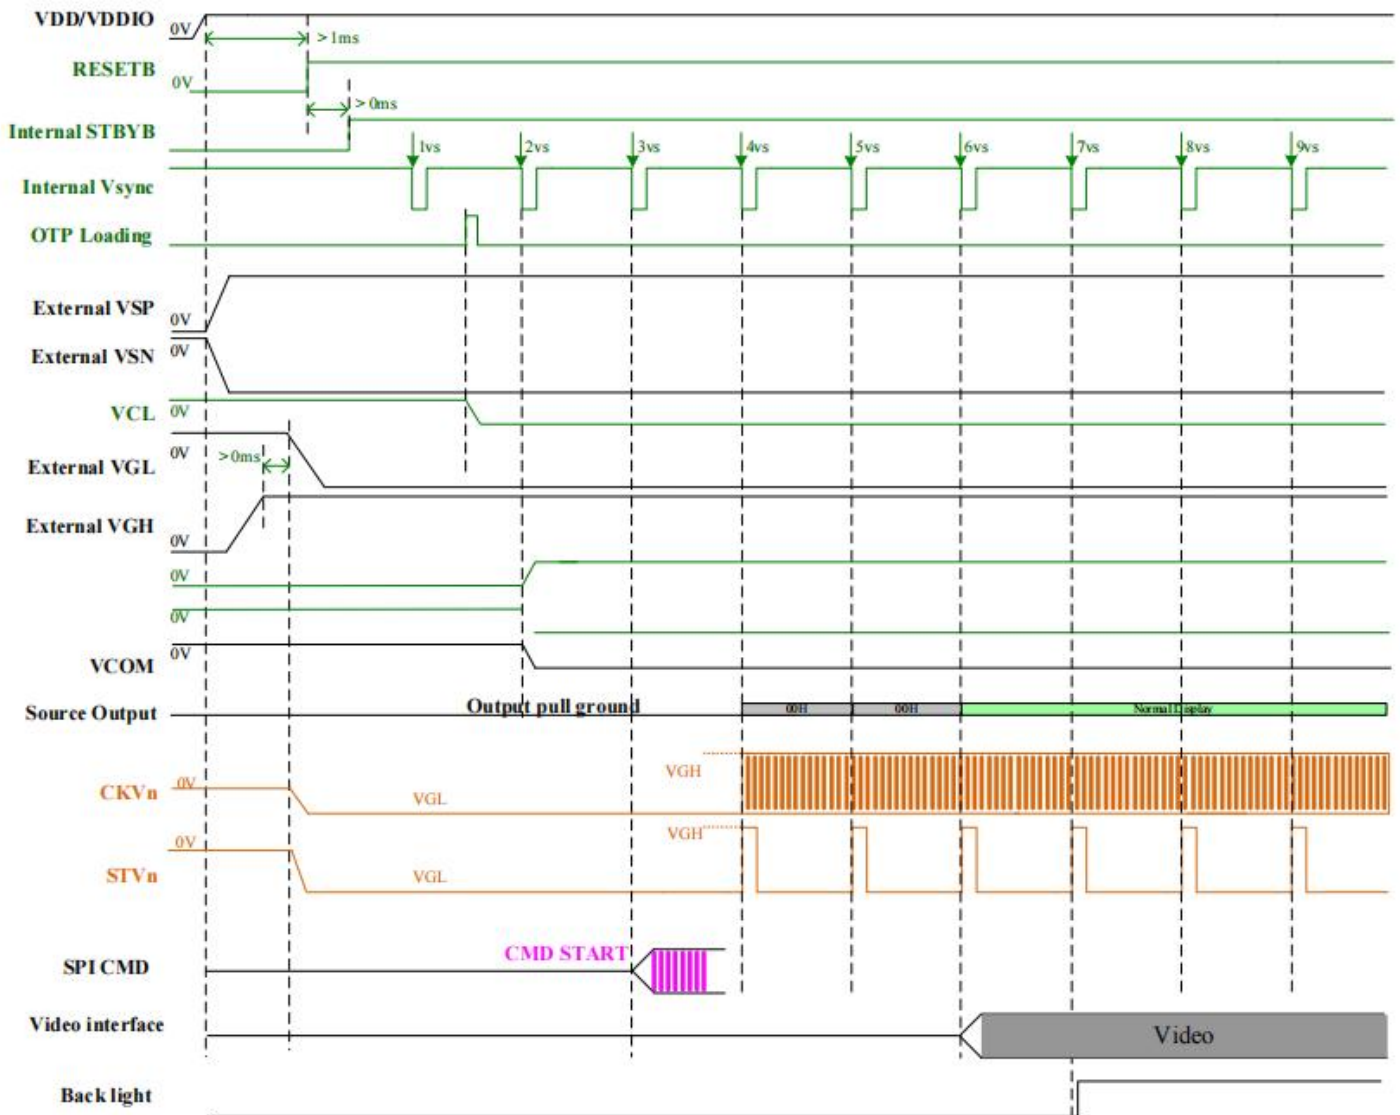 VDD/VDDIO
0V
>1ms
RESETB
0V
>0ms
Internal STBYB
1vs 2vs 3vs 4vs 5vs 6vs 7vs 8vs 9vs
Internal Vsync
OTP Loading
External VSP
0V
External VSN
0V
VCL
0V
External VGL
0V
>0ms
External VGH
0V
0V
0V
VCOM
0V
Source Output
Output pull ground
00H 00H Normal Display
CKVn
0V
VGL
VGH
STVn
0V
VGL
VGH
SPI CMD
CMD START
Video interface
Video
Back light